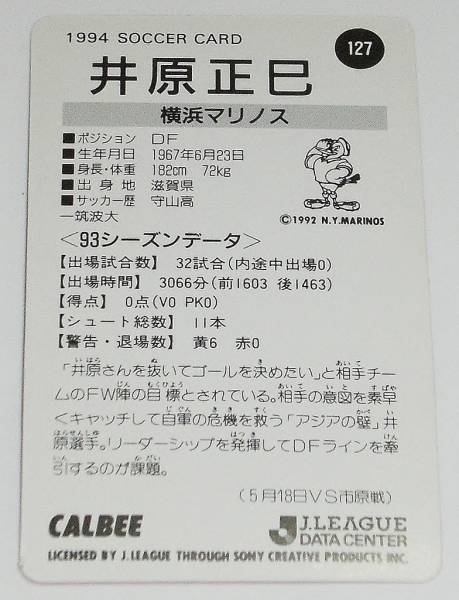 1994 SOCCER CARD
127
井原正巳
横浜マリノス
■ポジション DF
■生年月日 1967年6月23日
■身長・体重 182cm 72kg
■出身地 滋賀県
■サッカー歴 守山高
―筑波大
©1992 N.Y.MARINOS
<93シーズンデータ>
【出場試合数】 32試合(内途中出場0)
【出場時間】 3066分(前1603 後1463)
【得点】 0点(V0 PK0)
【シュート総数】 11本
【警告・退場数】 黄6 赤0
「井原さんを抜いてゴールを決めたい」と相手チー
ムのFW陣の目標とされている。相手の意図を素早
くキャッチして自軍の危機を救う「アジアの壁」井
原選手。リーダーシップを発揮してDFラインを牽
引するのが課題。
(5月18日VS市原戦)
CALBEE
J.LEAGUE
DATA CENTER
LICENSED BY J.LEAGUE THROUGH SONY CREATIVE PRODUCTS INC.